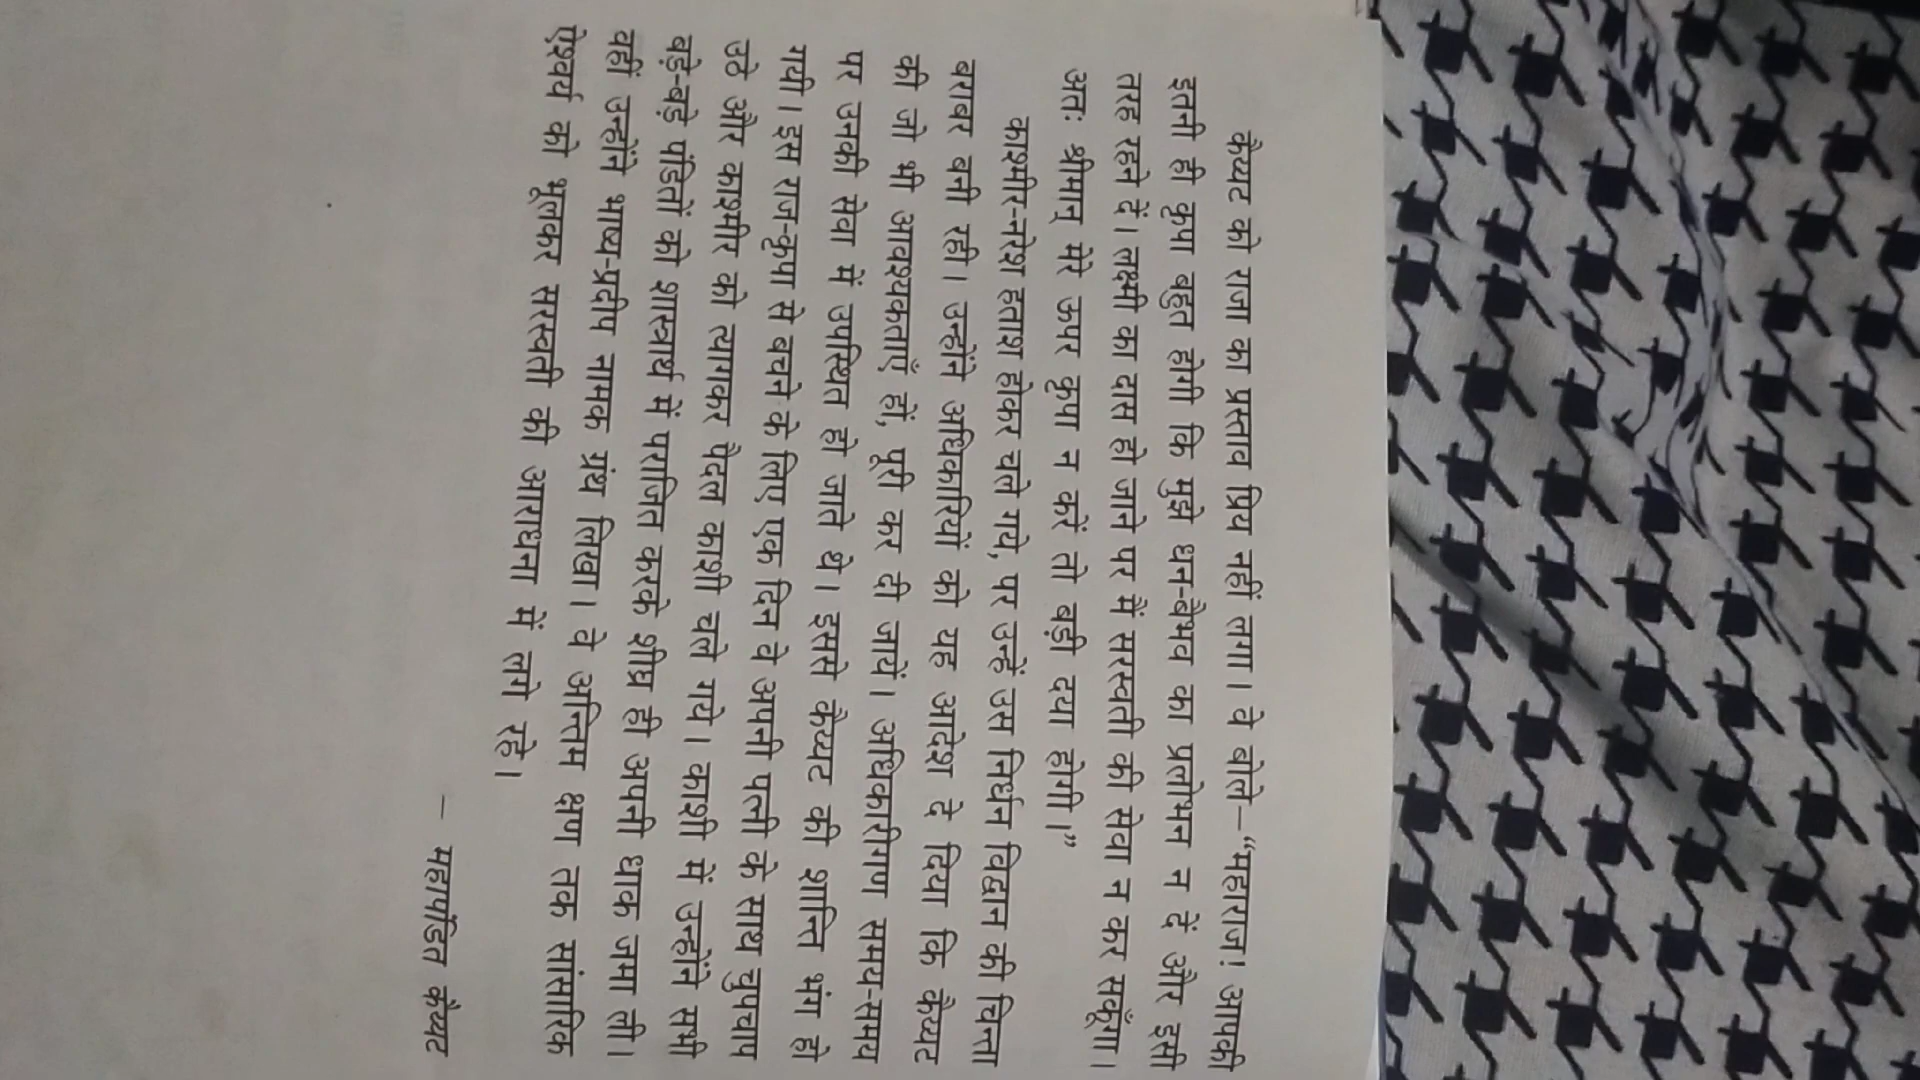 कैय्यट को राजा का प्रस्ताव प्रिय नहीं लगा। वे बोले–“महाराज! आपकी
इतनी ही कृपा बहुत होगी कि मुझे धन-वैभव का प्रलोभन न दें और इसी
तरह रहने दें। लक्ष्मी का दास हो जाने पर मैं सरस्वती की सेवा न कर सकूँगा।
अतः श्रीमान् मेरे ऊपर कृपा न करें तो बड़ी दया होगी।”
काश्मीर-नरेश हताश होकर चले गये, पर उन्हें उस निर्धन विद्वान की चिन्ता
बराबर बनी रही। उन्होंने अधिकारियों को यह आदेश दे दिया कि कैय्यट
की जो भी आवश्यकताएँ हों, पूरी कर दी जायें। अधिकारीगण समय-समय
पर उनकी सेवा में उपस्थित हो जाते थे। इससे कैय्यट की शान्ति भंग हो
गयी। इस राज-कृपा से बचने के लिए एक दिन वे अपनी पत्नी के साथ चुपचाप
उठे और काश्मीर को त्यागकर पैदल काशी चले गये। काशी में उन्होंने सभी
बड़े-बड़े पंडितों को शास्त्रार्थ में पराजित करके शीघ्र ही अपनी धाक जमा ली।
वहीं उन्होंने भाष्य-प्रदीप नामक ग्रंथ लिखा। वे अन्तिम क्षण तक सांसारिक
ऐश्वर्य को भूलकर सरस्वती की आराधना में लगे रहे।
– महापंडित कैय्यट